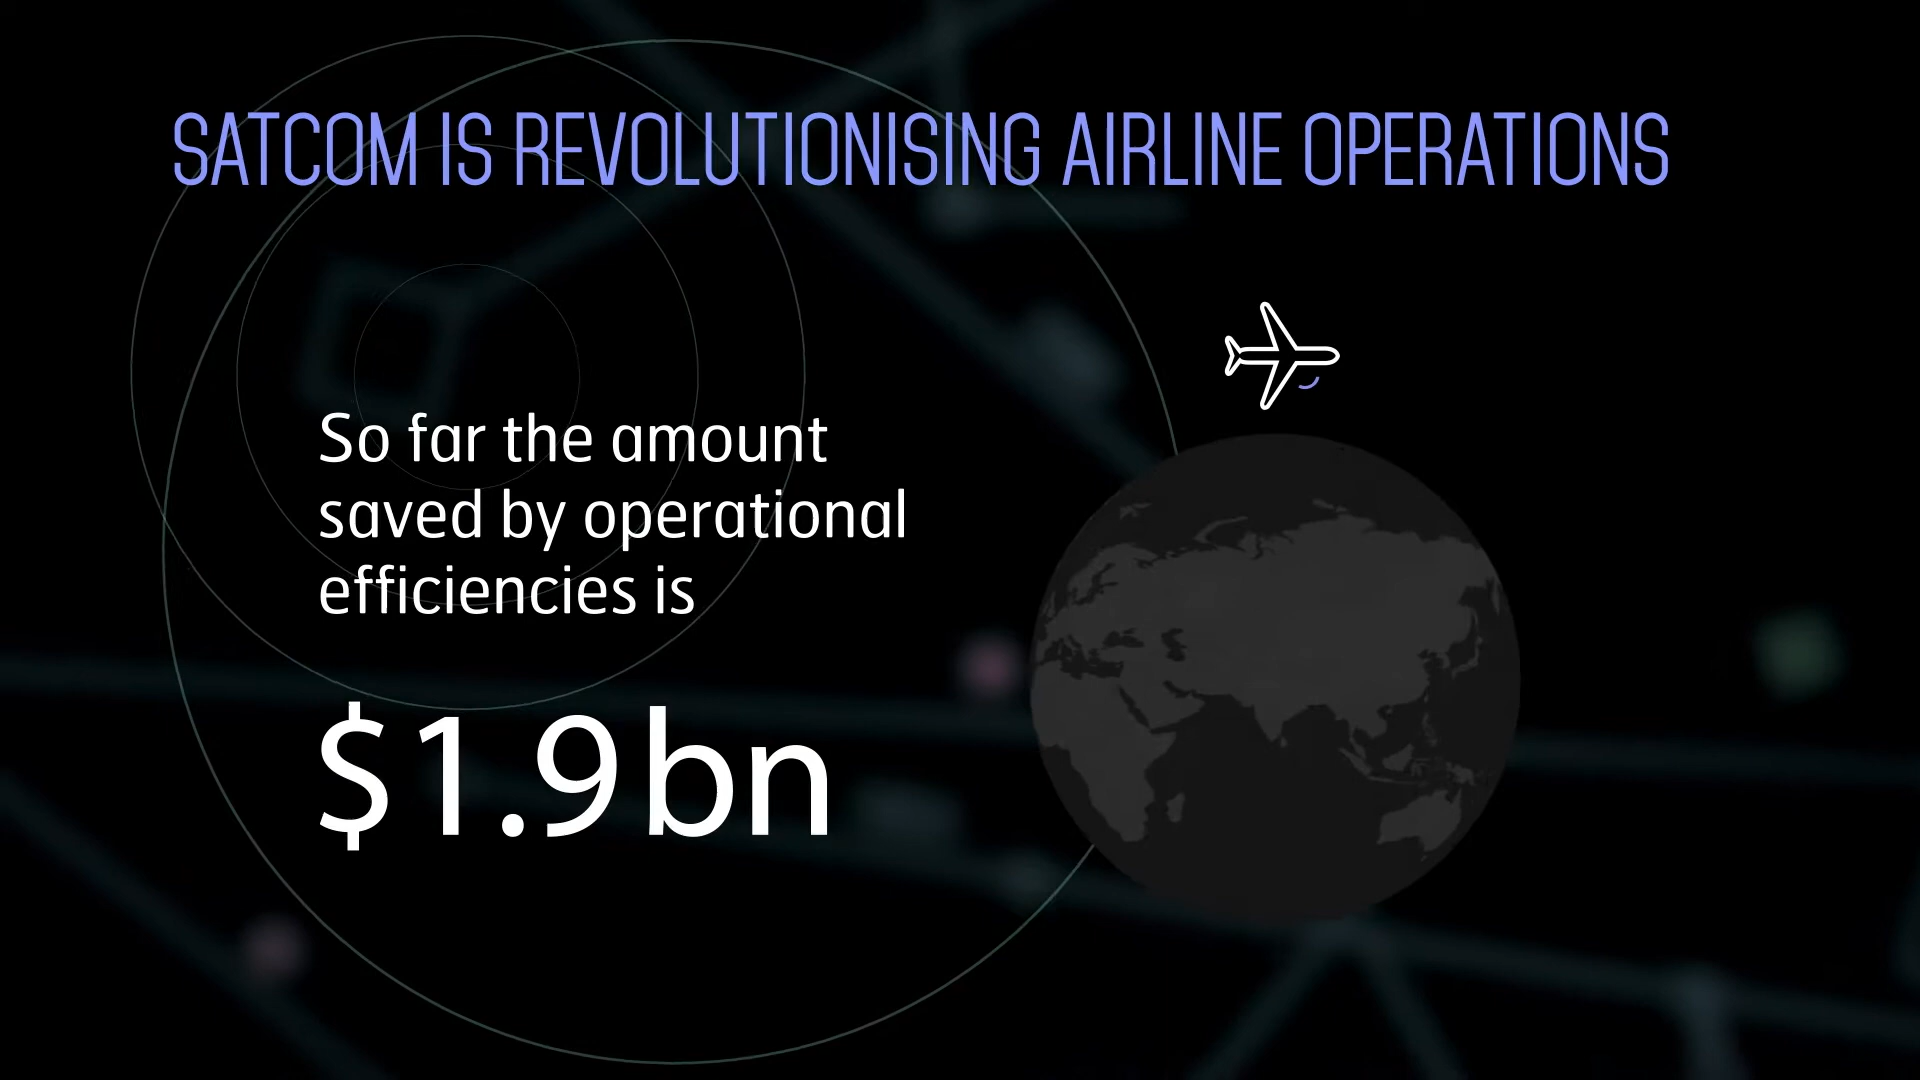 SATCOM IS REVOLUTIONISING AIRLINE OPERATIONS
So far the amount
saved by operational
efficiencies is
$1.9bn